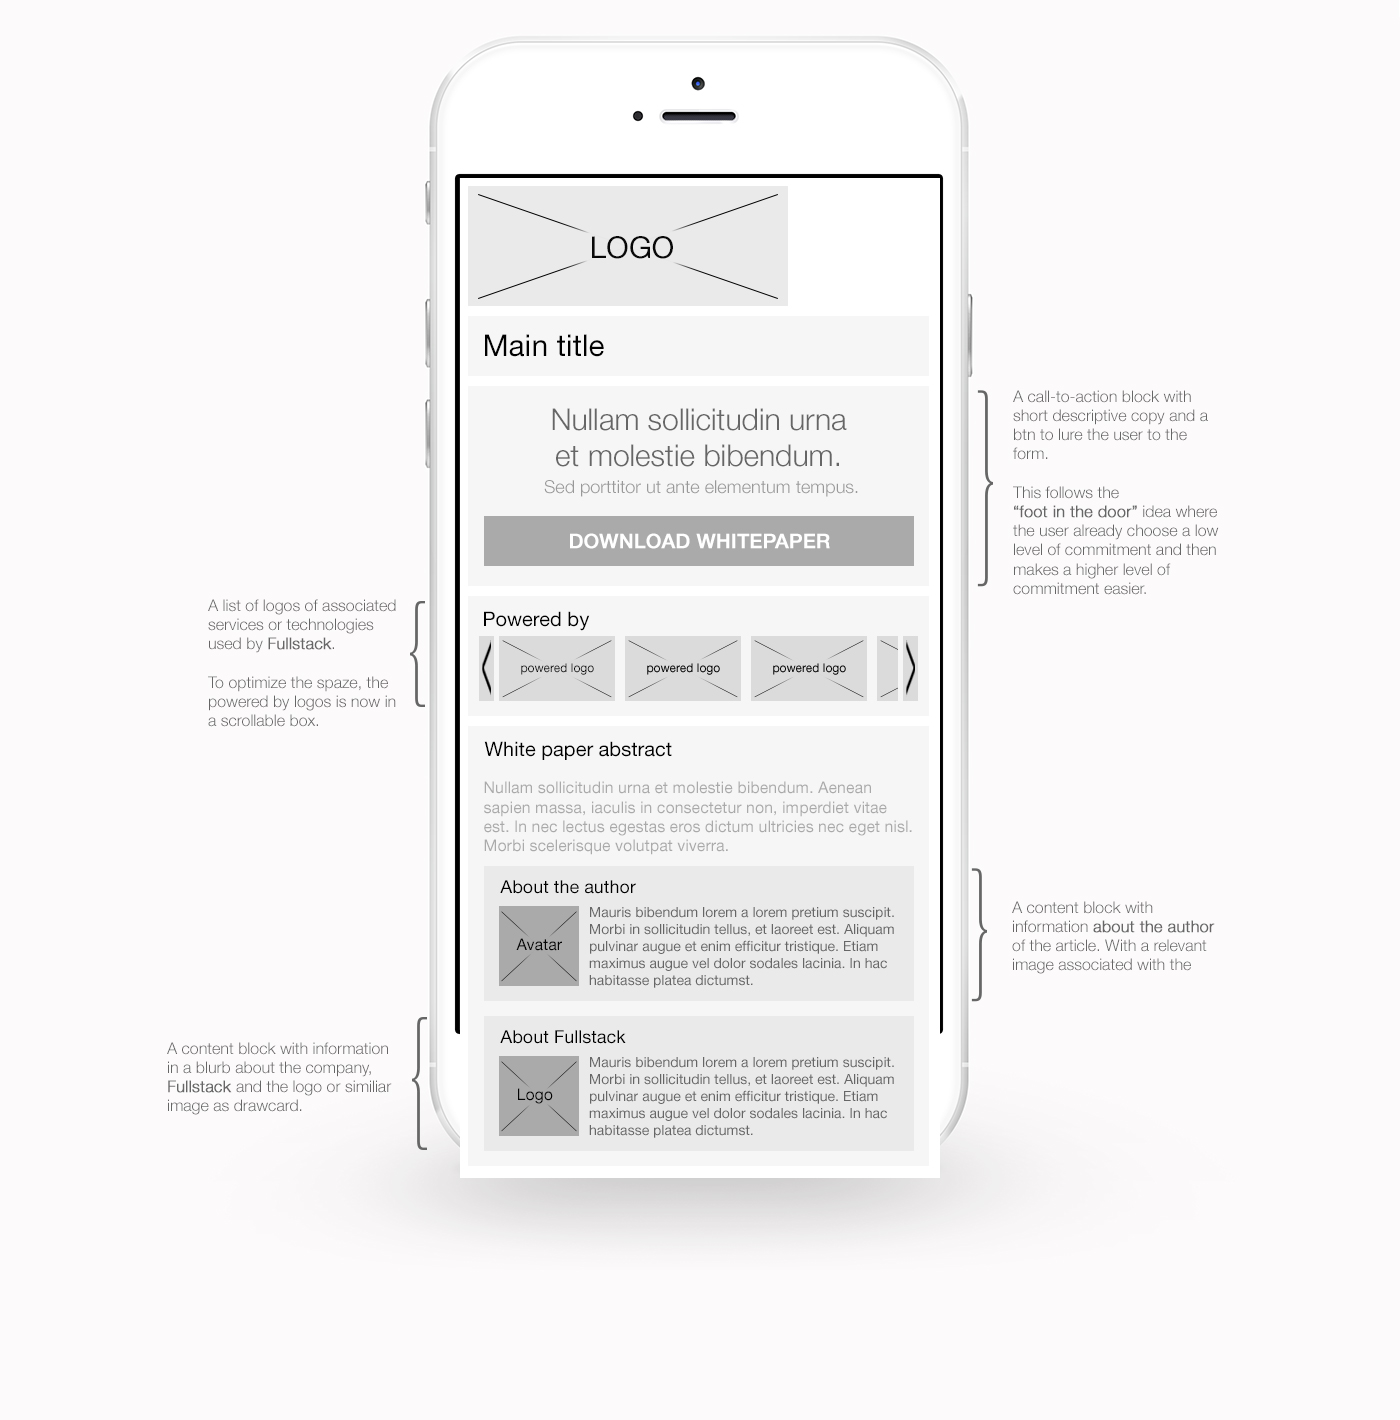 LOGO
Main title
Nullam sollicitudin urna
et molestie bibendum.
Sed porttitor ut ante elementum tempus.
DOWNLOAD WHITEPAPER
A call-to-action block with
short descriptive copy and a
btn to lure the user to the
form.
This follows the
“foot in the door” idea where
the user already choose a low
level of commitment and then
makes a higher level of
commitment easier.
A list of logos of associated
services or technologies
used by Fullstack.
To optimize the spaze, the
powered by logos is now in
a scrollable box.
Powered by
powered logo
powered logo
powered logo
White paper abstract
Nullam sollicitudin urna et molestie bibendum. Aenean
sapien massa, iaculis in consectetur non, imperdiet vitae
est. In nec lectus egestas eros dictum ultricies nec eget nisl.
Morbi scelerisque volutpat viverra.
About the author
Avatar
Mauris bibendum lorem a lorem pretium suscipit.
Morbi in sollicitudin tellus, et laoreet est. Aliquam
pulvinar augue et enim efficitur tristique. Etiam
maximus augue vel dolor sodales lacinia. In hac
habitasse platea dictumst.
A content block with
information about the author
of the article. With a relevant
image associated with the
A content block with information
in a blurb about the company,
Fullstack and the logo or similiar
image as drawcard.
About Fullstack
Logo
Mauris bibendum lorem a lorem pretium suscipit.
Morbi in sollicitudin tellus, et laoreet est. Aliquam
pulvinar augue et enim efficitur tristique. Etiam
maximus augue vel dolor sodales lacinia. In hac
habitasse platea dictumst.